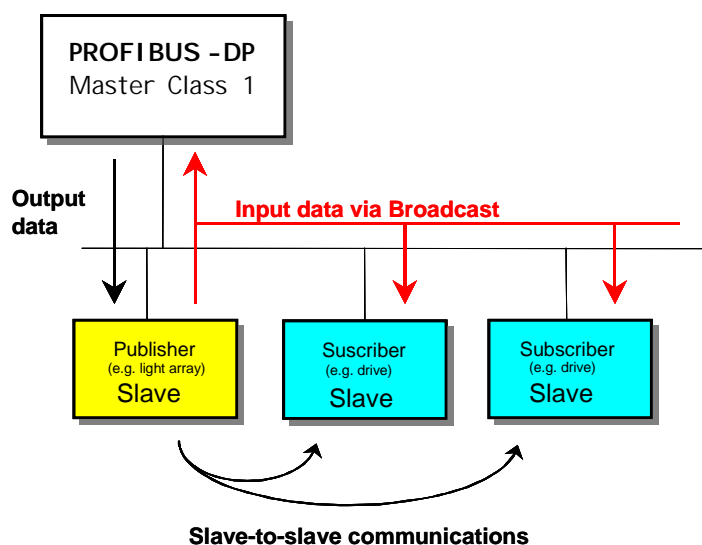 PROFIBUS - DP
Master Class 1
Output
data
Input data via Broadcast
Publisher
(e.g. light array)
Slave
Suscriber
(e.g. drive)
Slave
Subscriber
(e.g. drive)
Slave
Slave-to-slave communications